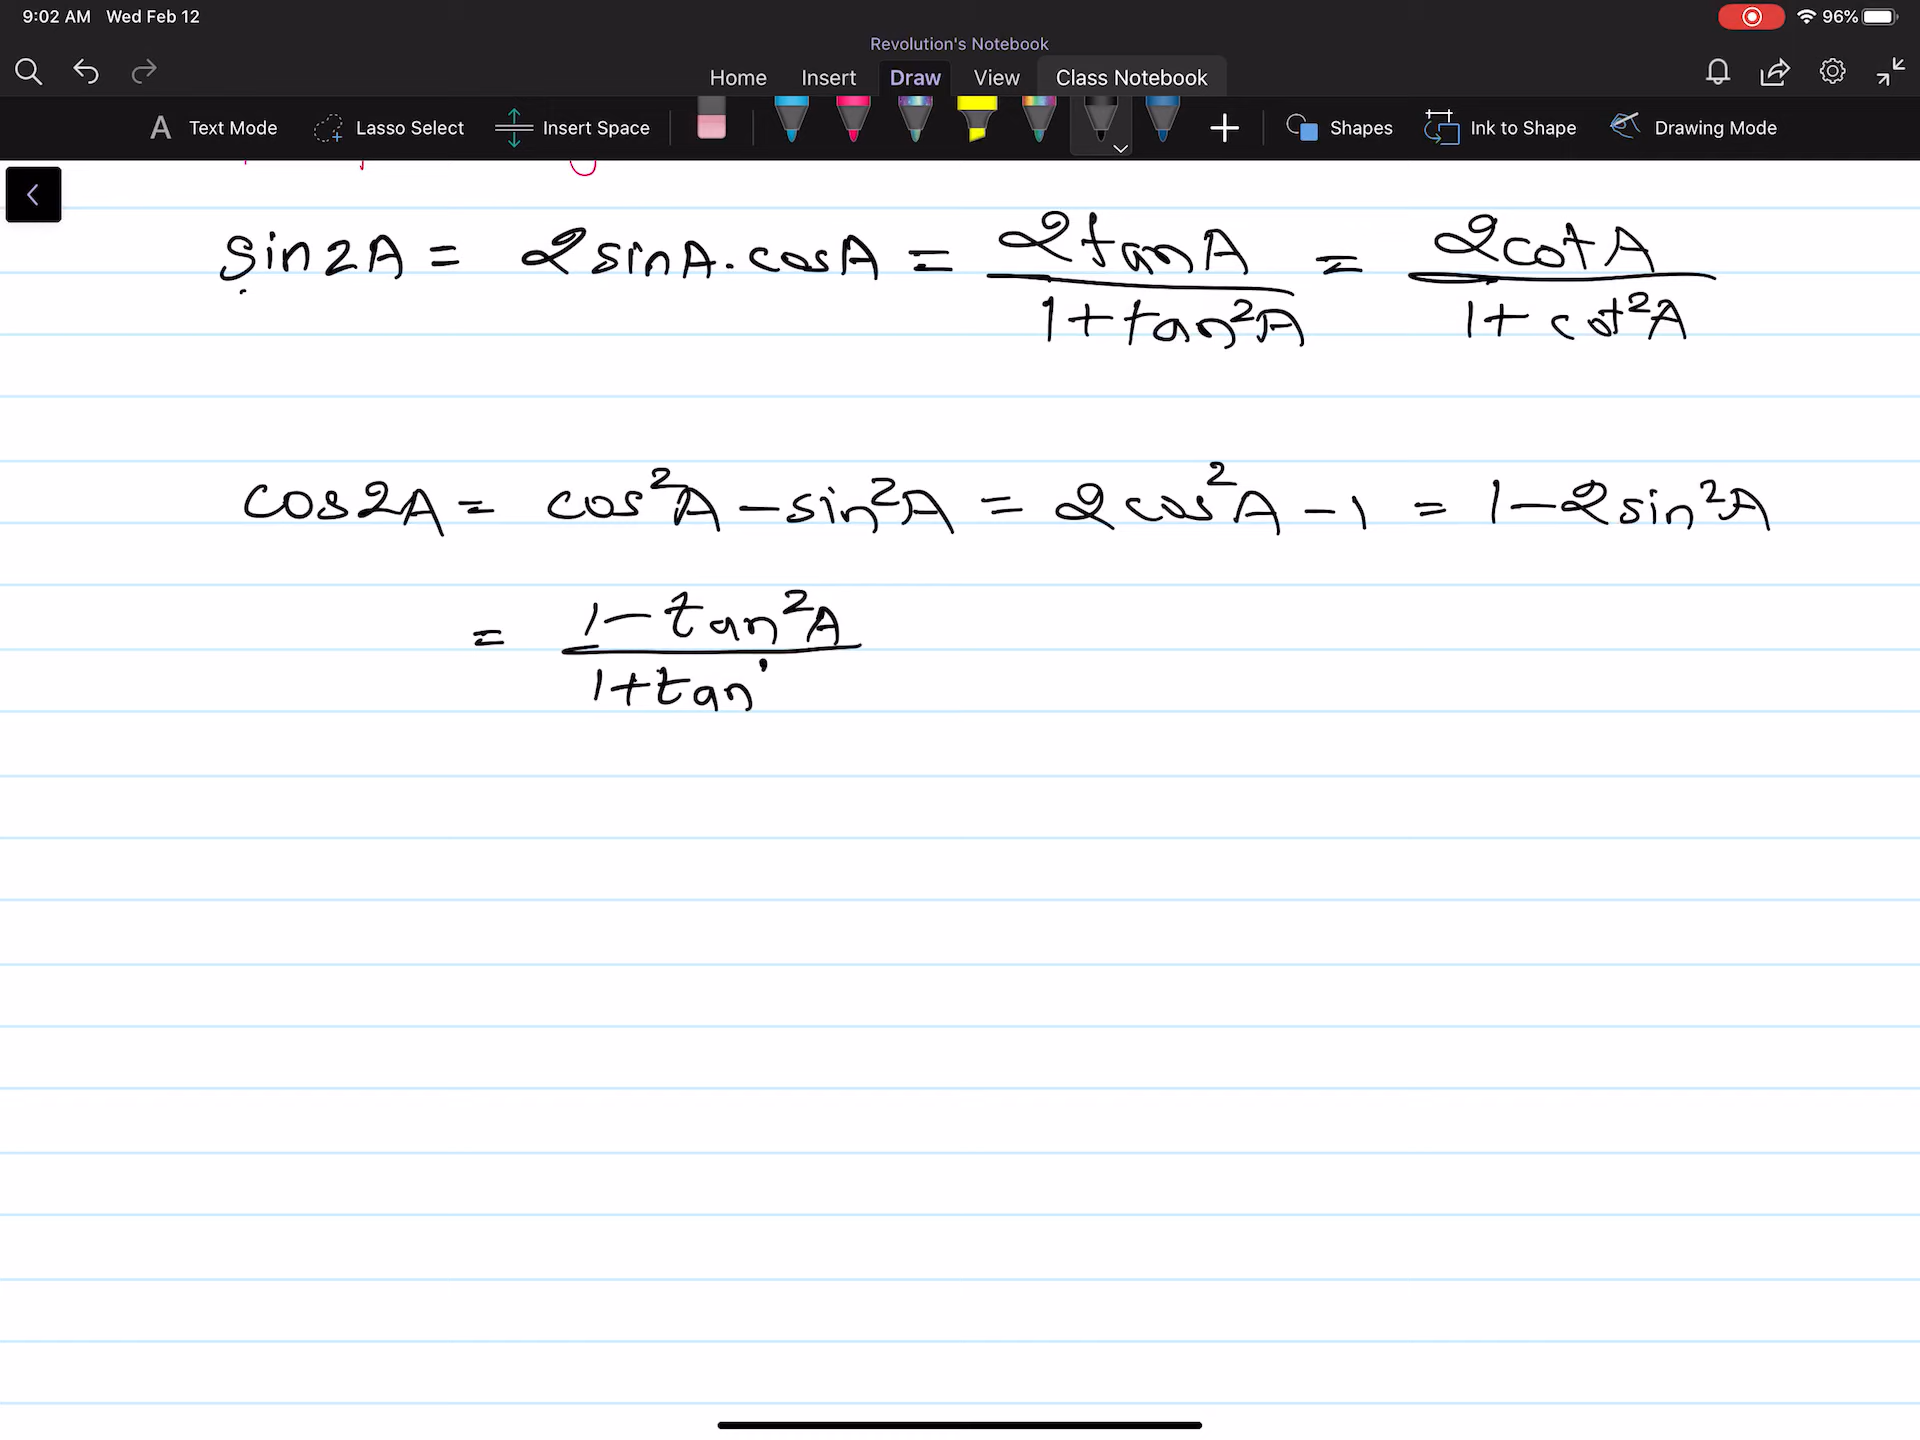 9:02 AM Wed Feb 12 96%
Revolution's Notebook
Home Insert Draw View Class Notebook
A Text Mode Lasso Select Insert Space Shapes Ink to Shape Drawing Mode
sin2A = 2sinA.cosA = 2tanA / 1+tan²A = 2cotA / 1+cot²A
cos2A = cos²A - sin²A = 2cos²A - 1 = 1 - 2sin²A
= 1-tan²A / 1+tan